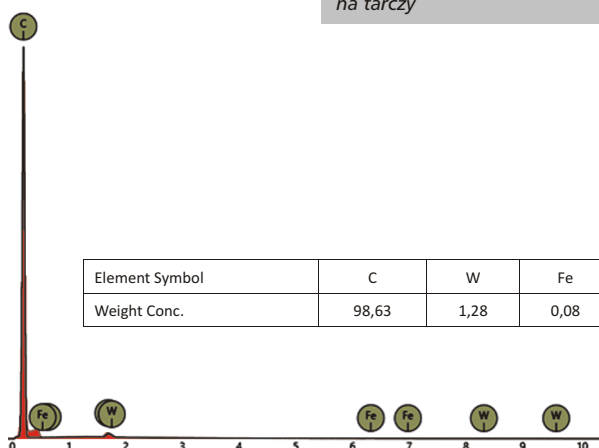 na tarczy
C
Element Symbol C W Fe
Weight Conc. 98,63 1,28 0,08
Fe W Fe Fe W W
0 1 2 3 4 5 6 7 8 9 10